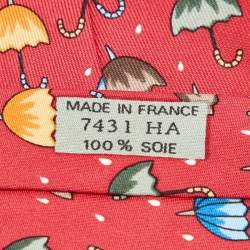 MADE IN FRANCE
7431 HA
100% SOIE